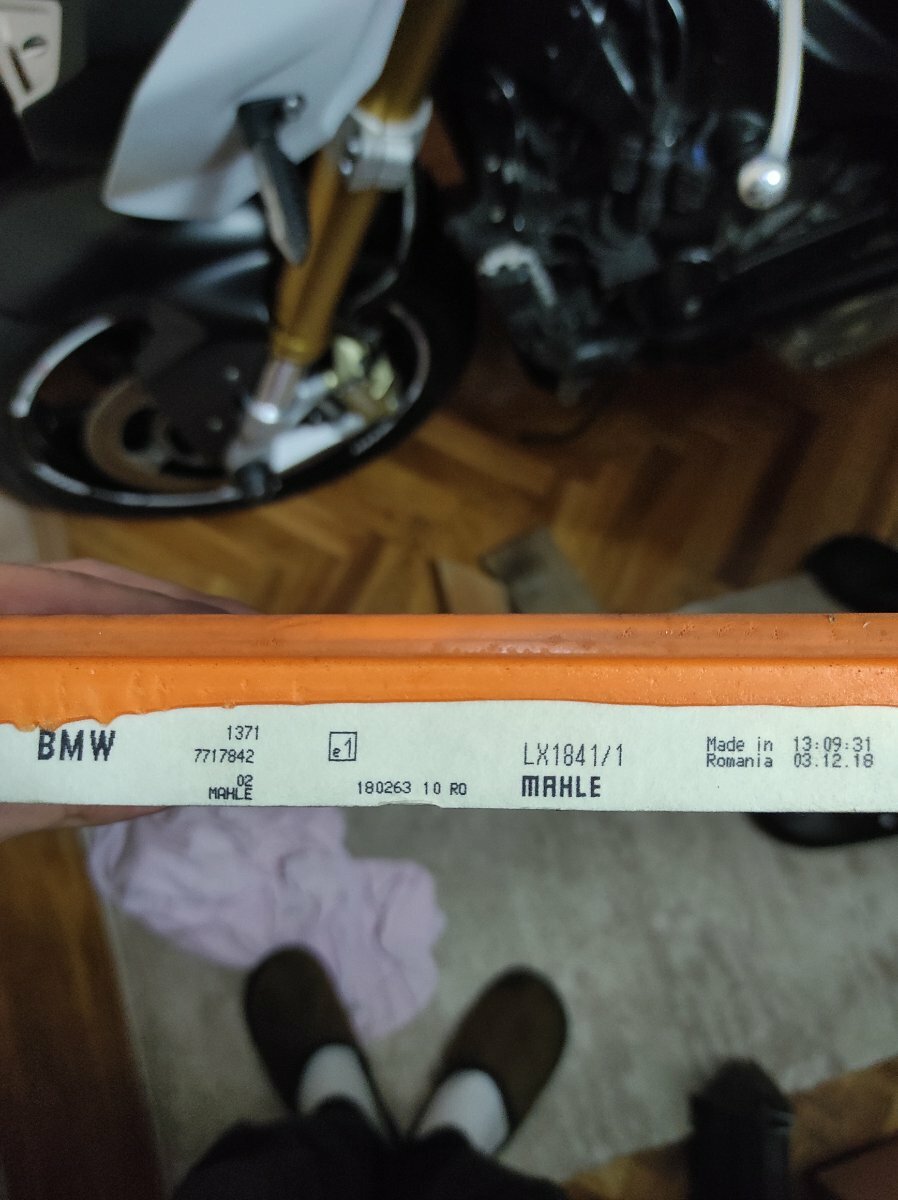 BMW
1371
7717842
02
MAHLE
e1
180263 10 RO
LX1841/1
MAHLE
Made in 13:09:31
Romania 03.12.18